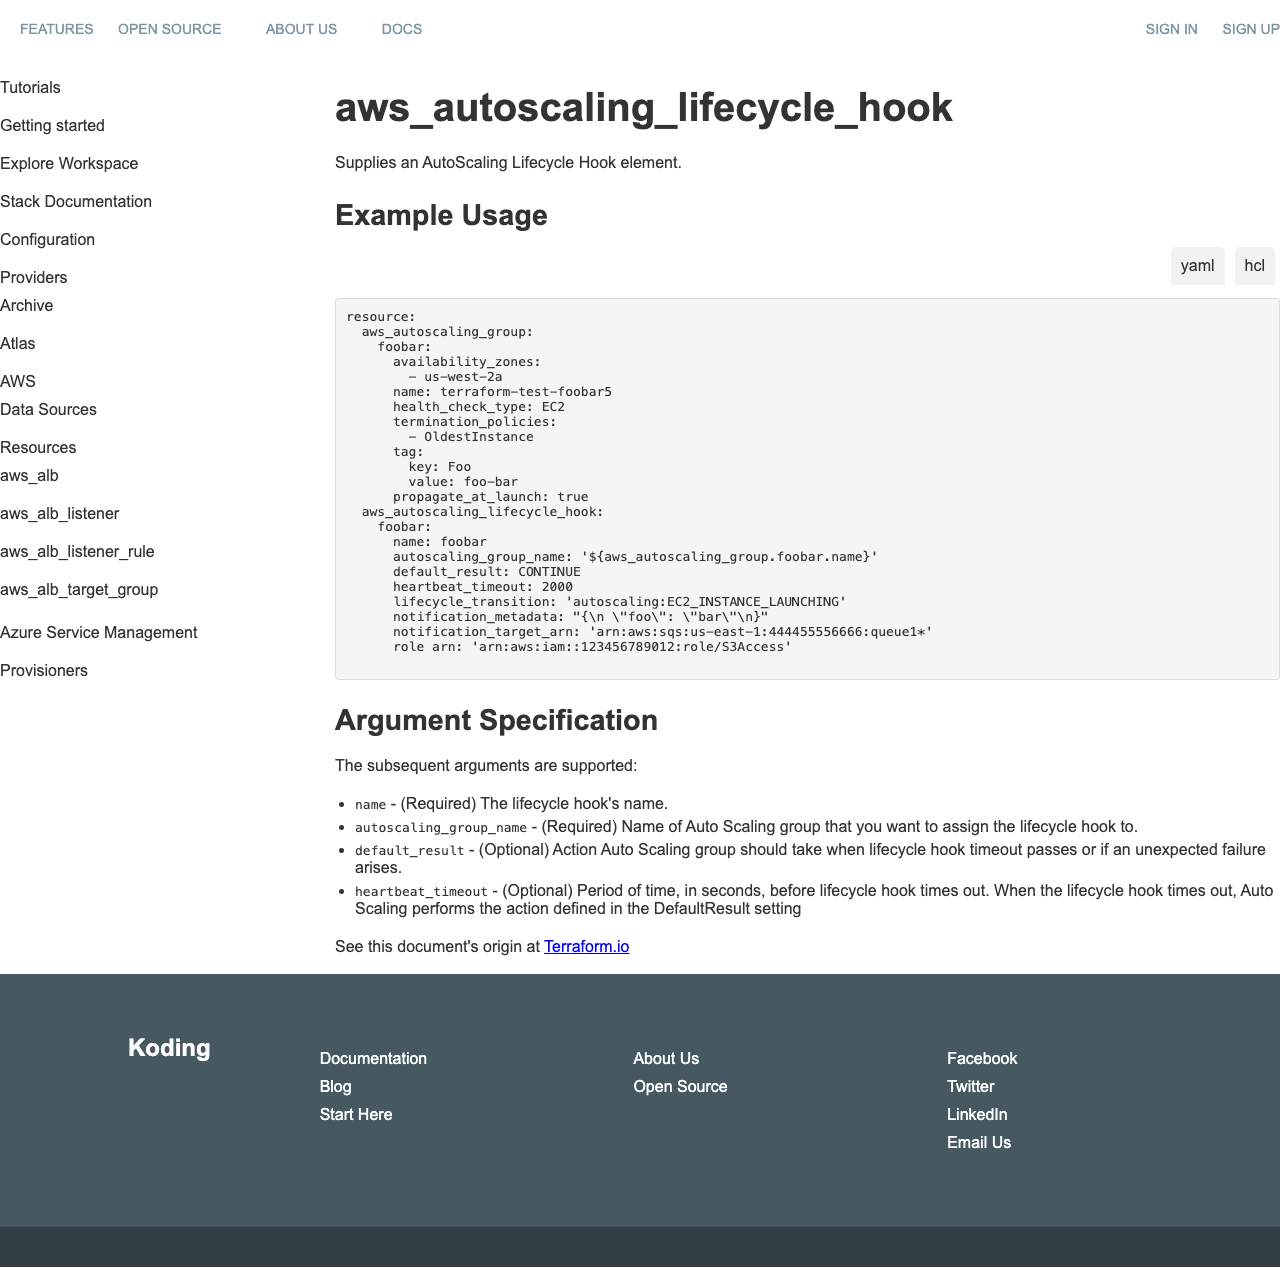 FEATURES OPEN SOURCE ABOUT US DOCS SIGN IN SIGN UP
Tutorials
Getting started
Explore Workspace
Stack Documentation
Configuration
Providers
Archive
Atlas
AWS
Data Sources
Resources
aws_alb
aws_alb_listener
aws_alb_listener_rule
aws_alb_target_group
Azure Service Management
Provisioners
aws_autoscaling_lifecycle_hook
Supplies an AutoScaling Lifecycle Hook element.
Example Usage
yaml hcl
resource:
  aws_autoscaling_group:
    foobar:
      availability_zones:
        - us-west-2a
      name: terraform-test-foobar5
      health_check_type: EC2
      termination_policies:
        - OldestInstance
      tag:
        key: Foo
        value: foo-bar
      propagate_at_launch: true
  aws_autoscaling_lifecycle_hook:
    foobar:
      name: foobar
      autoscaling_group_name: '${aws_autoscaling_group.foobar.name}'
      default_result: CONTINUE
      heartbeat_timeout: 2000
      lifecycle_transition: 'autoscaling:EC2_INSTANCE_LAUNCHING'
      notification_metadata: "{\n \"foo\": \"bar\"\n}"
      notification_target_arn: 'arn:aws:sqs:us-east-1:444455556666:queue1*'
      role arn: 'arn:aws:iam::123456789012:role/S3Access'
Argument Specification
The subsequent arguments are supported:
• name - (Required) The lifecycle hook's name.
• autoscaling_group_name - (Required) Name of Auto Scaling group that you want to assign the lifecycle hook to.
• default_result - (Optional) Action Auto Scaling group should take when lifecycle hook timeout passes or if an unexpected failure
arises.
• heartbeat_timeout - (Optional) Period of time, in seconds, before lifecycle hook times out. When the lifecycle hook times out, Auto
Scaling performs the action defined in the DefaultResult setting
See this document's origin at Terraform.io
Koding
Documentation
Blog
Start Here
About Us
Open Source
Facebook
Twitter
LinkedIn
Email Us